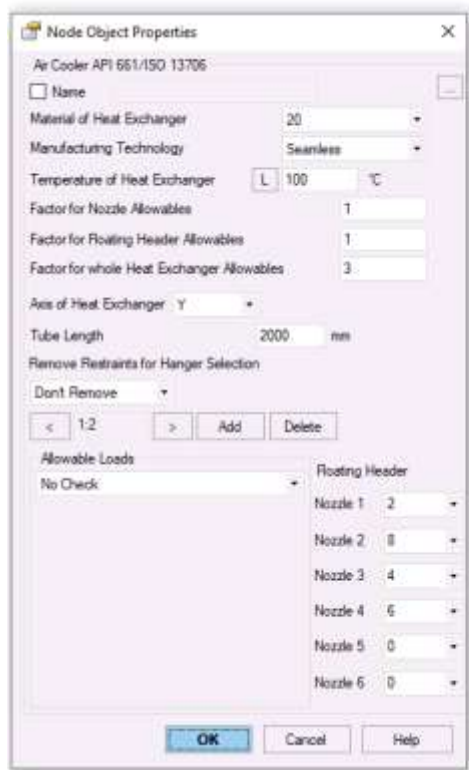 Node Object Properties
Air Cooler API 661/ISO 13706
Name
...
Material of Heat Exchanger 20
Manufacturing Technology Seamless
Temperature of Heat Exchanger L 100 °C
Factor for Nozzle Allowables 1
Factor for Floating Header Allowables 1
Factor for whole Heat Exchanger Allowables 3
Axis of Heat Exchanger Y
Tube Length 2000 mm
Remove Restraints for Hanger Selection
Don't Remove
< 1:2 > Add Delete
Allowable Loads
No Check
Floating Header
Nozzle 1 2
Nozzle 2 8
Nozzle 3 4
Nozzle 4 6
Nozzle 5 0
Nozzle 6 0
OK Cancel Help